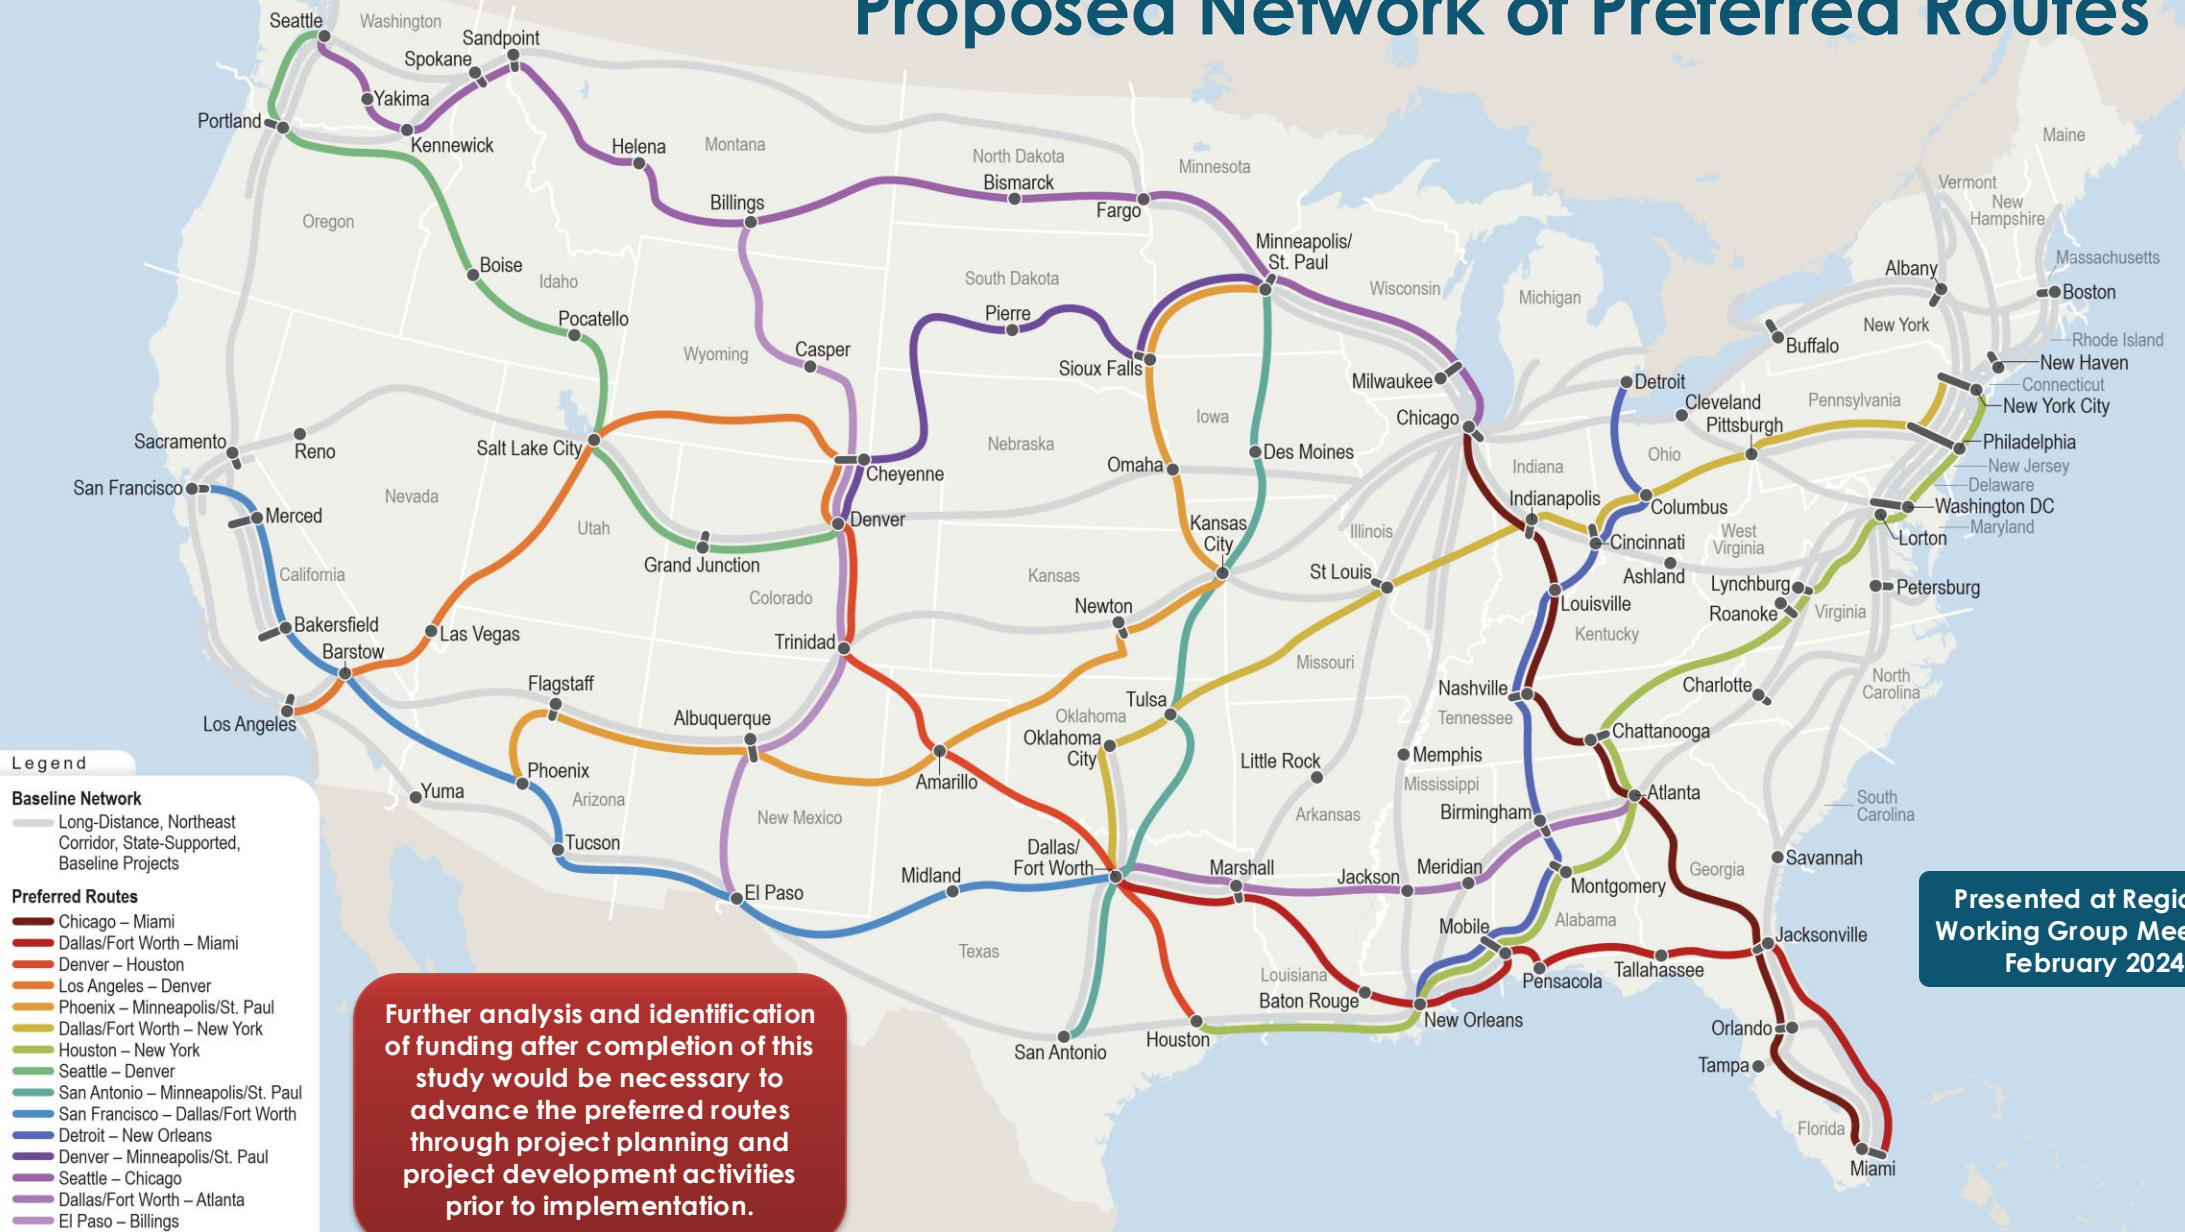 Proposed Network of Preferred Routes
Seattle
Washington
Sandpoint
Spokane
Yakima
Portland
Kennewick
Helena
Montana
North Dakota
Bismarck
Minnesota
Maine
Billings
Fargo
Vermont
New
Hampshire
Oregon
Minneapolis/
St. Paul
Massachusetts
Boise
Idaho
South Dakota
Wisconsin
Michigan
Albany
Boston
Pocatello
Pierre
New York
Buffalo
Rhode Island
Wyoming
Casper
Sioux Falls
New Haven
Milwaukee
Detroit
Connecticut
Cleveland
Pennsylvania
New York City
Iowa
Chicago
Pittsburgh
Sacramento
Reno
Salt Lake City
Nebraska
Des Moines
Ohio
Philadelphia
Cheyenne
Omaha
Indiana
New Jersey
San Francisco
Nevada
Delaware
Indianapolis
Columbus
Washington DC
Merced
Utah
Denver
Kansas
City
Illinois
West
Virginia
Maryland
Lorton
Grand Junction
Cincinnati
California
Kansas
St Louis
Ashland
Lynchburg
Petersburg
Colorado
Newton
Louisville
Roanoke
Virginia
Bakersfield
Las Vegas
Trinidad
Kentucky
Barstow
Missouri
Flagstaff
Nashville
Charlotte
North
Carolina
Los Angeles
Albuquerque
Tulsa
Oklahoma
Tennessee
Chattanooga
Oklahoma
City
Little Rock
Memphis
Phoenix
Amarillo
Mississippi
Yuma
Arizona
Atlanta
New Mexico
Arkansas
Birmingham
South
Carolina
Tucson
Dallas/
Fort Worth
Marshall
Meridian
Georgia
Savannah
Midland
Jackson
Montgomery
El Paso
Mobile
Alabama
Jacksonville
Texas
Louisiana
Pensacola
Tallahassee
Baton Rouge
New Orleans
Orlando
San Antonio
Houston
Tampa
Florida
Miami
Legend
Baseline Network
Long-Distance, Northeast
Corridor, State-Supported,
Baseline Projects
Preferred Routes
Chicago – Miami
Dallas/Fort Worth – Miami
Denver – Houston
Los Angeles – Denver
Phoenix – Minneapolis/St. Paul
Dallas/Fort Worth – New York
Houston – New York
Seattle – Denver
San Antonio – Minneapolis/St. Paul
San Francisco – Dallas/Fort Worth
Detroit – New Orleans
Denver – Minneapolis/St. Paul
Seattle – Chicago
Dallas/Fort Worth – Atlanta
El Paso – Billings
Further analysis and identification
of funding after completion of this
study would be necessary to
advance the preferred routes
through project planning and
project development activities
prior to implementation.
Presented at
Working Group
February 2024